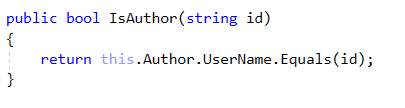 public bool IsAuthor(string id)
{
    return this.Author.UserName.Equals(id);
}